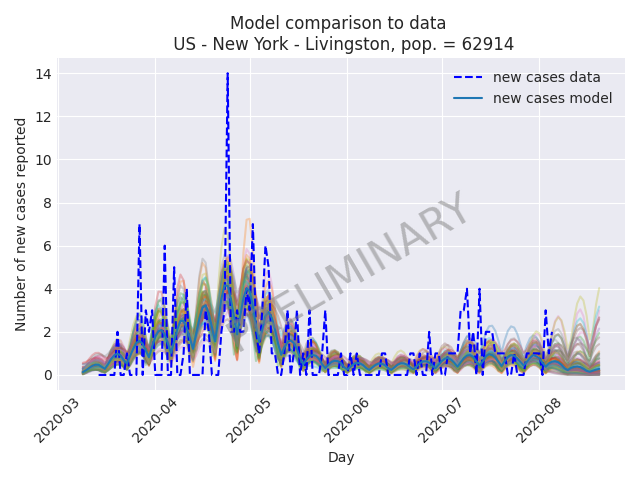 Model comparison to data
US - New York - Livingston, pop. = 62914
Number of new cases reported
14
12
10
8
6
4
2
0
new cases data
new cases model
PRELIMINARY
2020-03
2020-04
2020-05
2020-06
2020-07
2020-08
Day